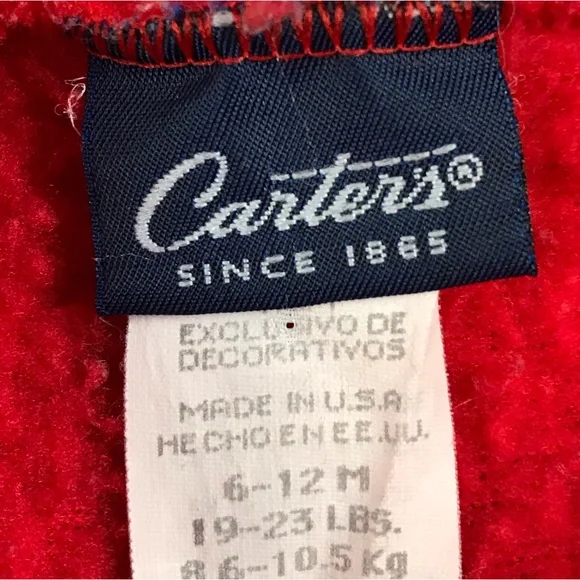 Carter's®
SINCE 1865
EXCLUSIVO DE
DECORATIVOS
MADE IN U.S.A
HECHO EN EE.UU.
6-12 M
19-23 LBS.
8.6-10.5 Kg